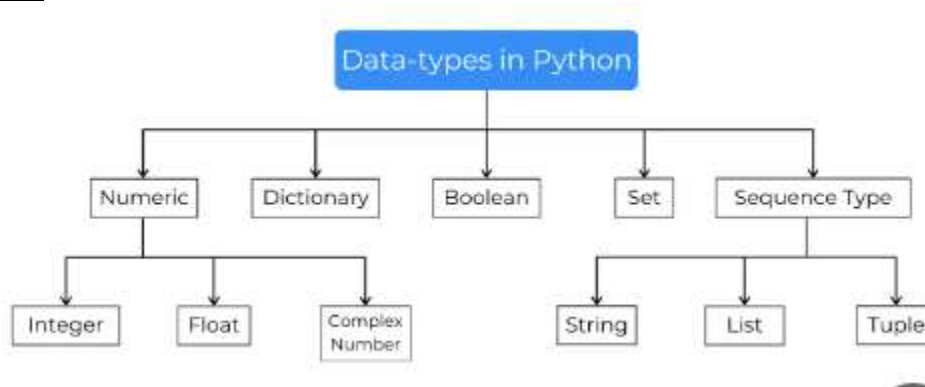 Data-types in Python
Numeric
Dictionary
Boolean
Set
Sequence Type
Integer
Float
Complex
Number
String
List
Tuple